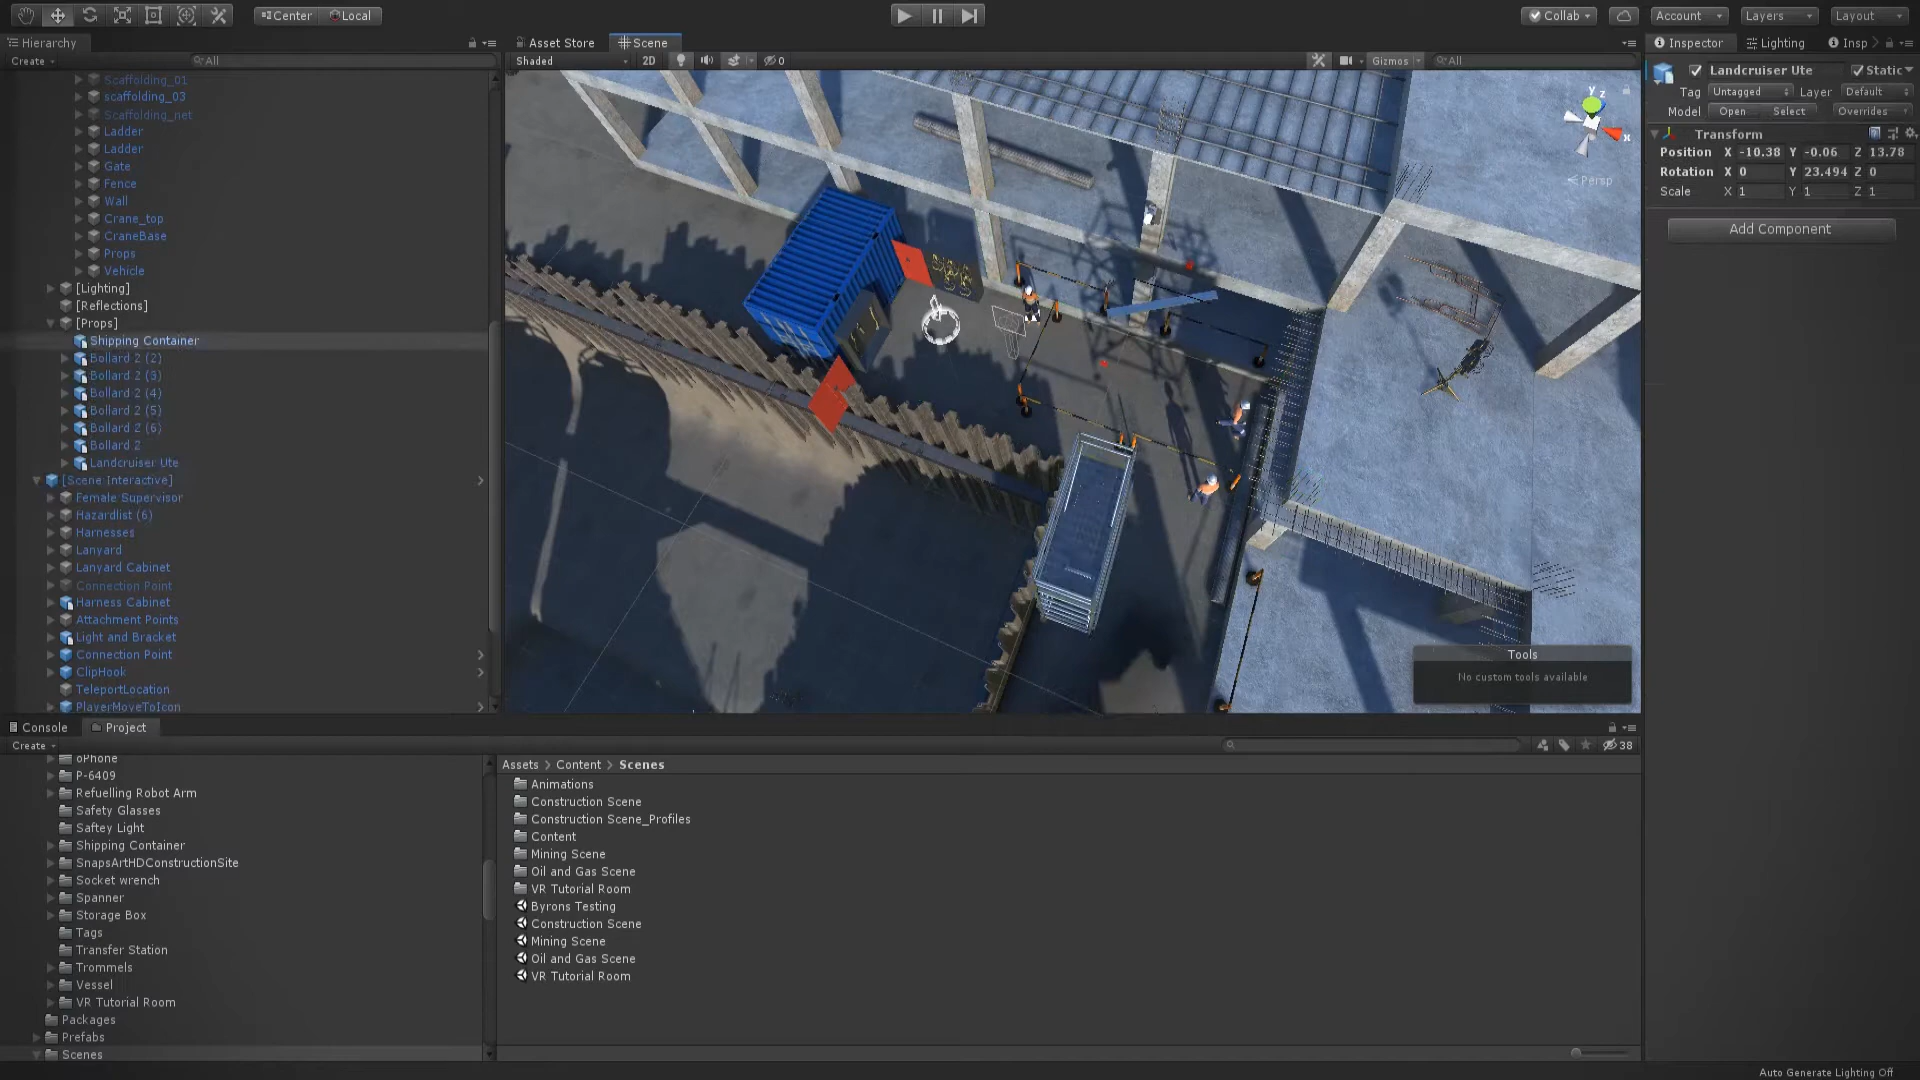 Center Local
Collab Account Layers Layout
Hierarchy
Create All
Scaffolding_01
scaffolding_03
Scaffolding_net
Ladder
Ladder
Gate
Fence
Wall
Crane_top
CraneBase
Props
Vehicle
[Lighting]
[Reflections]
[Props]
Shipping Container
Bollard 2 (2)
Bollard 2 (3)
Bollard 2 (4)
Bollard 2 (5)
Bollard 2 (6)
Bollard 2
Landcruiser Ute
[Scene Interactive]
Female Supervisor
Hazardlist (6)
Harnesses
Lanyard
Lanyard Cabinet
Connection Point
Harness Cabinet
Attachment Points
Light and Bracket
Connection Point
ClipHook
TeleportLocation
PlayerMoveToIcon
Asset Store Scene
Shaded 2D 0 Gizmos All
y z
x
Persp
Tools
No custom tools available
Inspector Lighting Insp
Landcruiser Ute Static
Tag Untagged Layer Default
Model Open Select Overrides
Transform
Position X -10.38 Y -0.06 Z 13.78
Rotation X 0 Y 23.494 Z 0
Scale X 1 Y 1 Z 1
Add Component
Console Project
Create 38
oPhone
P-6409
Refuelling Robot Arm
Safety Glasses
Saftey Light
Shipping Container
SnapsArtHDConstructionSite
Socket wrench
Spanner
Storage Box
Tags
Transfer Station
Trommels
Vessel
VR Tutorial Room
Packages
Prefabs
Scenes
Assets > Content > Scenes
Animations
Construction Scene
Construction Scene_Profiles
Content
Mining Scene
Oil and Gas Scene
VR Tutorial Room
Byrons Testing
Construction Scene
Mining Scene
Oil and Gas Scene
VR Tutorial Room
Auto Generate Lighting Off